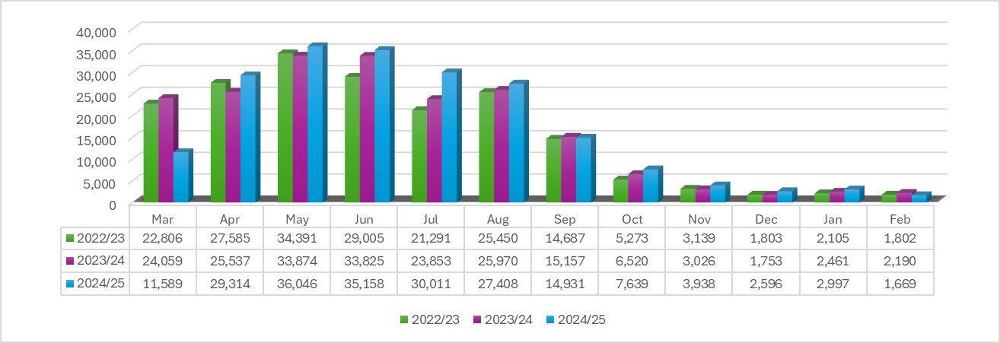 40,000
35,000
30,000
25,000
20,000
15,000
10,000
5,000
0
Mar Apr May Jun Jul Aug Sep Oct Nov Dec Jan Feb
2022/23 22,806 27,585 34,391 29,005 21,291 25,450 14,687 5,273 3,139 1,803 2,105 1,802
2023/24 24,059 25,537 33,874 33,825 23,853 25,970 15,157 6,520 3,026 1,753 2,461 2,190
2024/25 11,589 29,314 36,046 35,158 30,011 27,408 14,931 7,639 3,938 2,596 2,997 1,669
2022/23 2023/24 2024/25